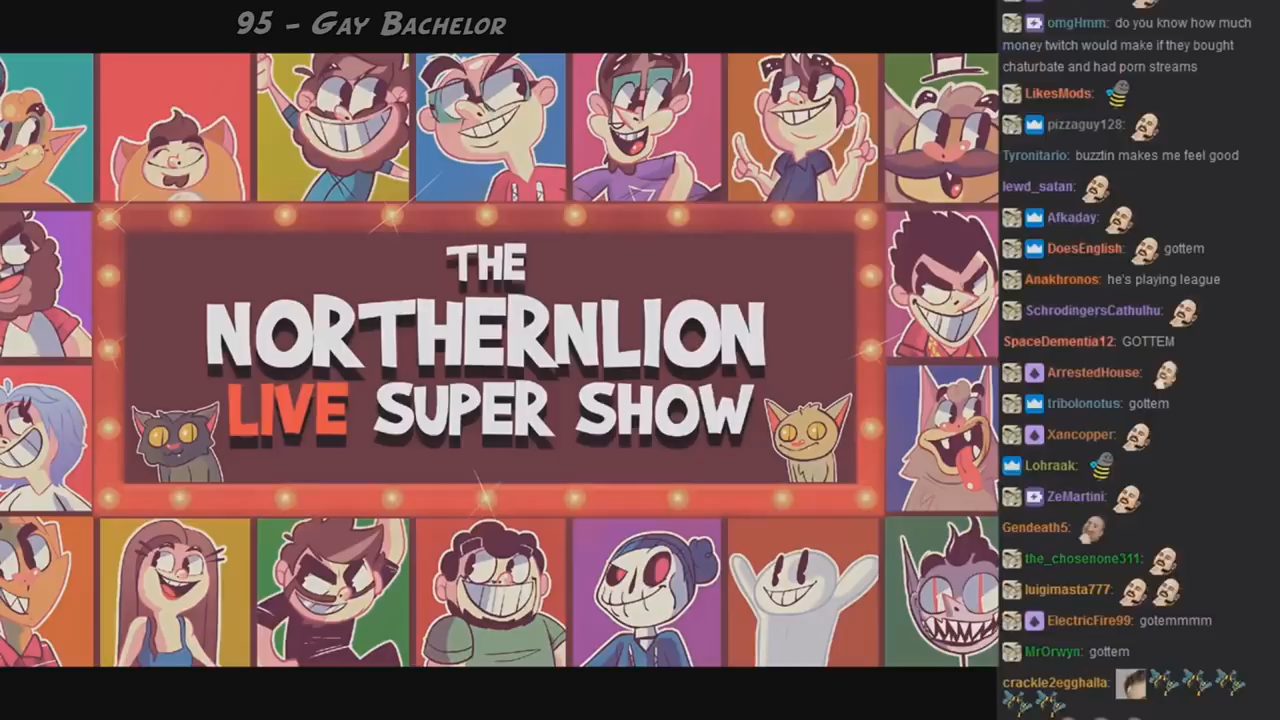 95 - Gay Bachelor
THE
NORTHERNLION
LIVE SUPER SHOW
omgHmm: do you know how much
money twitch would make if they bought
chaturbate and had porn streams
LikesMods:
pizzaguy128:
Tyronitario: buzztin makes me feel good
lewd_satan:
Afkaday:
DoesEnglish: gottem
Anakhronos: he's playing league
SchrodingersCathulhu:
SpaceDementia12: GOTTEM
ArrestedHouse:
tribolonotus: gottem
Xancopper:
Lohraak:
ZeMartini:
Gendeath5:
the_chosenone311:
luigimasta777:
ElectricFire99: gotemmmm
MrOrwyn: gottem
crackle2egghalla: